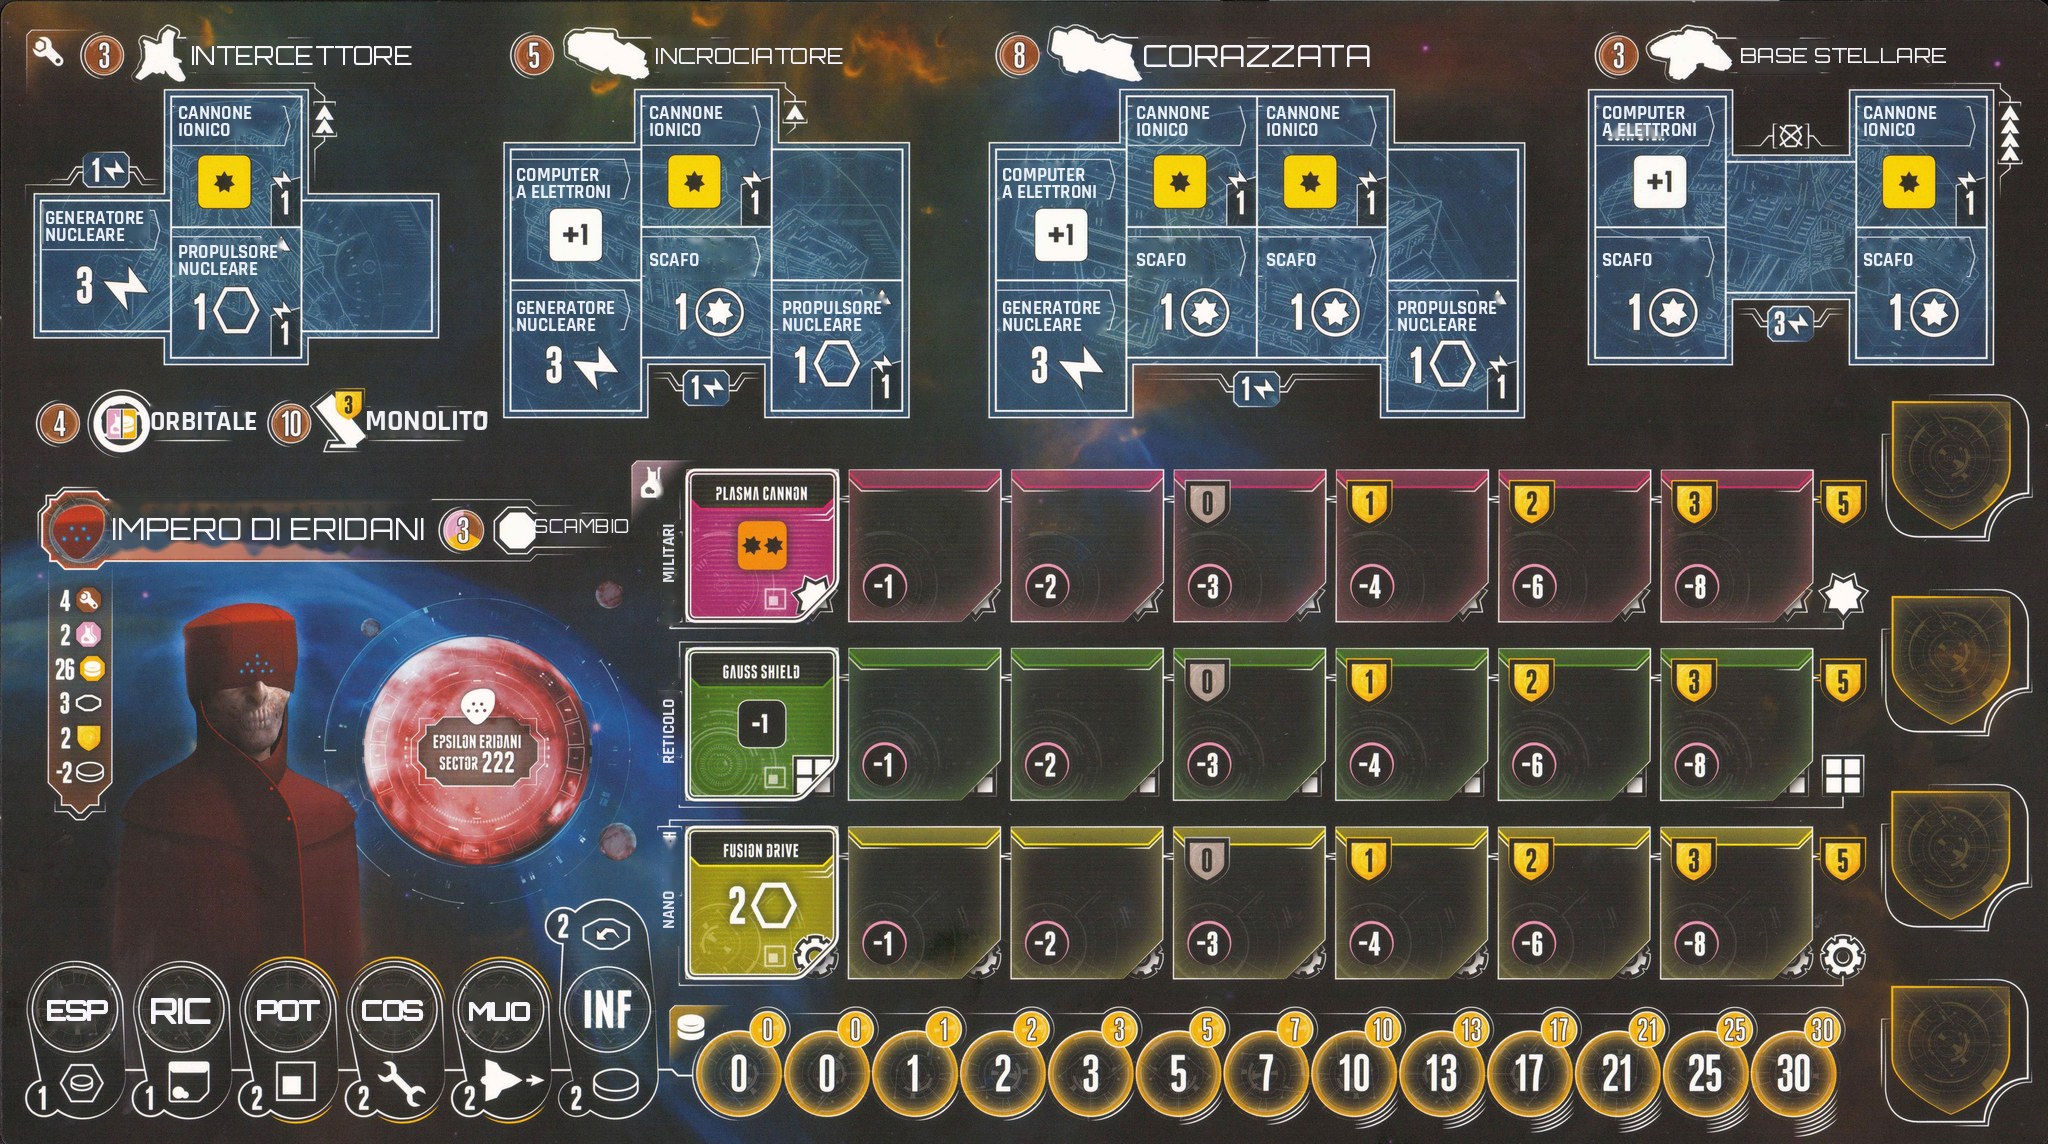 3 INTERCETTORE
5 INCROCIATORE
8 CORAZZATA
3 BASE STELLARE
CANNONE
IONICO
1
1
GENERATORE
NUCLEARE
3
PROPULSORE
NUCLEARE
1
1
CANNONE
IONICO
1
COMPUTER
A ELETTRONI
+1
SCAFO
1
GENERATORE
NUCLEARE
3
PROPULSORE
NUCLEARE
1
1
1
CANNONE
IONICO
1
CANNONE
IONICO
1
COMPUTER
A ELETTRONI
+1
SCAFO
1
SCAFO
1
GENERATORE
NUCLEARE
3
PROPULSORE
NUCLEARE
1
1
1
COMPUTER
A ELETTRONI
+1
CANNONE
IONICO
1
SCAFO
1
SCAFO
1
3
4 ORBITALE 10 3 MONOLITO
IMPERO DI ERIDANI 3 SCAMBIO
4
2
26
3
2
-2
EPSILON ERIDANI
SECTOR 222
MILITARI
PLASMA CANNON
0 1 2 3 5
-1 -2 -3 -4 -6 -8
RETICOLO
GAUSS SHIELD
-1
0 1 2 3 5
-1 -2 -3 -4 -6 -8
NANO
FUSION DRIVE
2
0 1 2 3 5
-1 -2 -3 -4 -6 -8
2
ESP RIC POT COS MUO INF
1 1 2 2 2 2
0 0 1 2 3 5 7 10 13 17 21 25 30
0 0 1 2 3 5 7 10 13 17 21 25 30